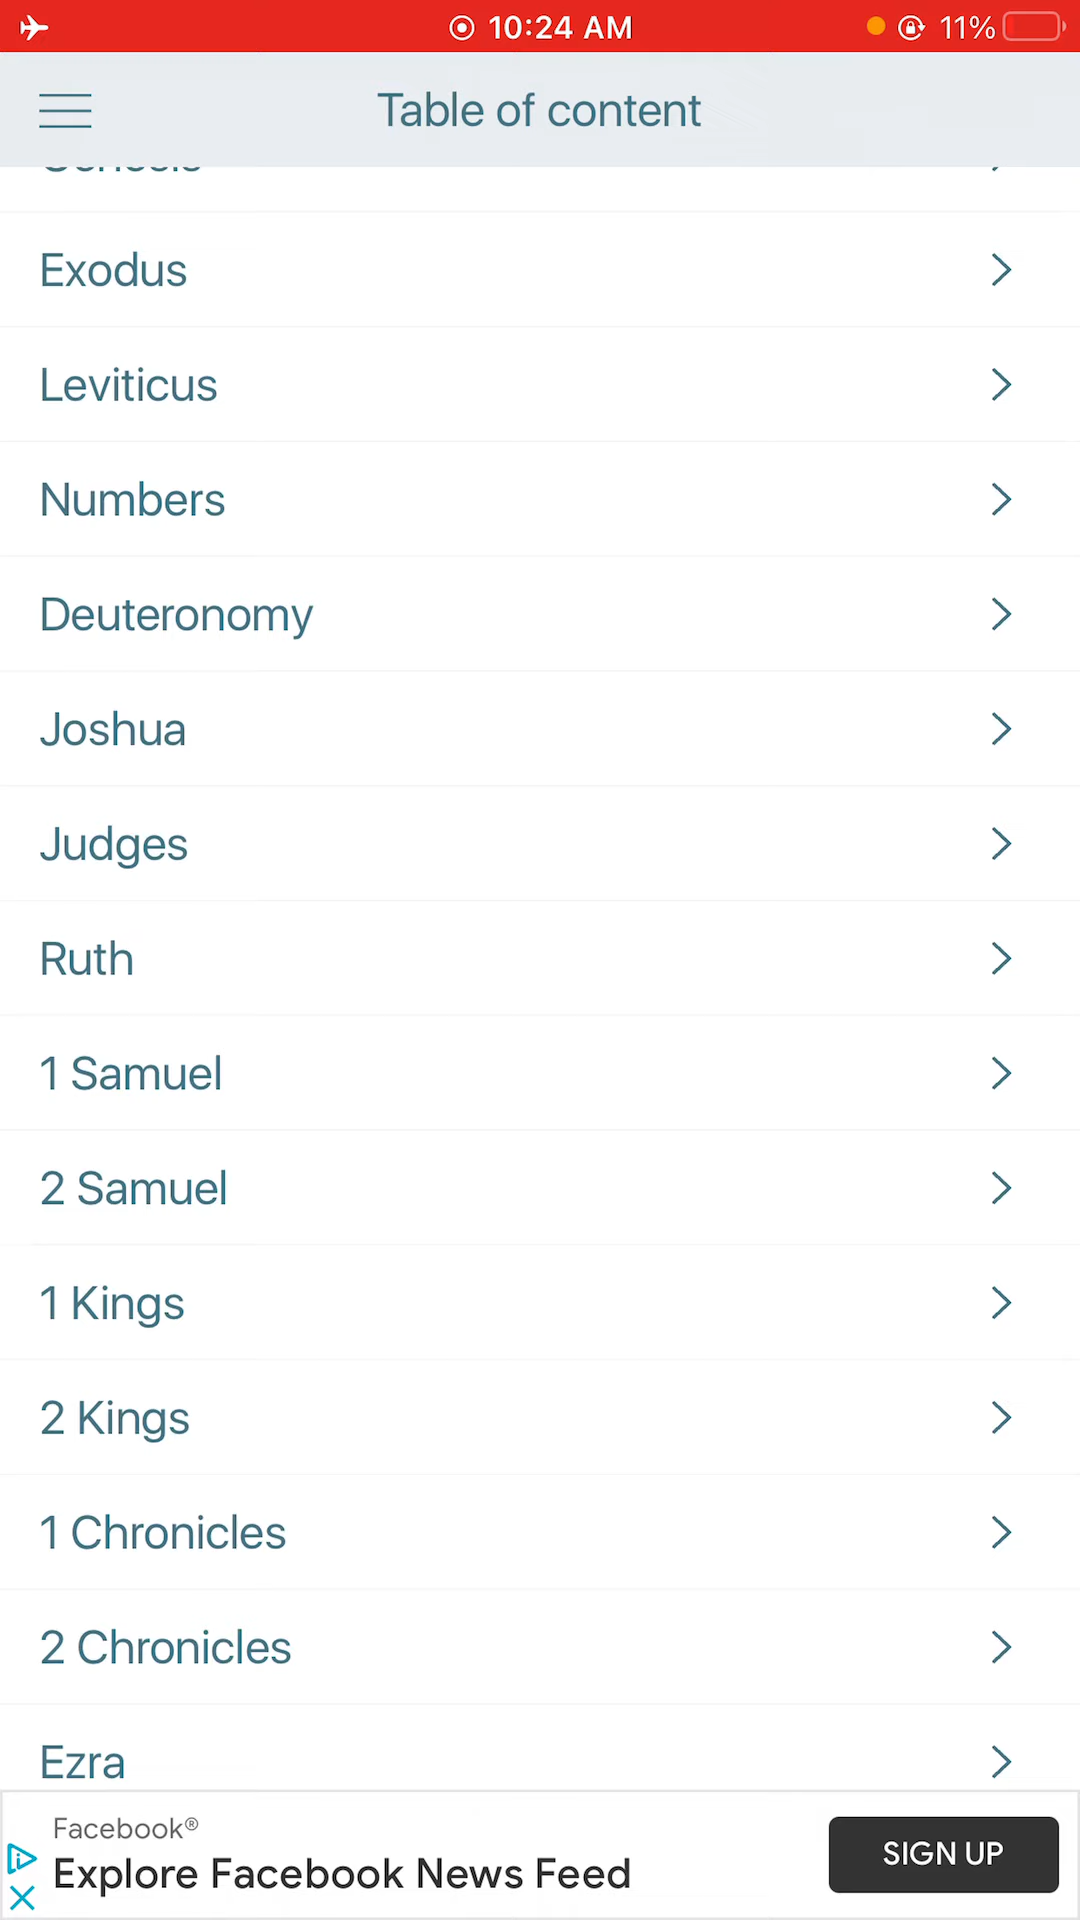 10:24 AM
11%
Table of content
Exodus
Leviticus
Numbers
Deuteronomy
Joshua
Judges
Ruth
1 Samuel
2 Samuel
1 Kings
2 Kings
1 Chronicles
2 Chronicles
Ezra
Facebook®
Explore Facebook News Feed
SIGN UP